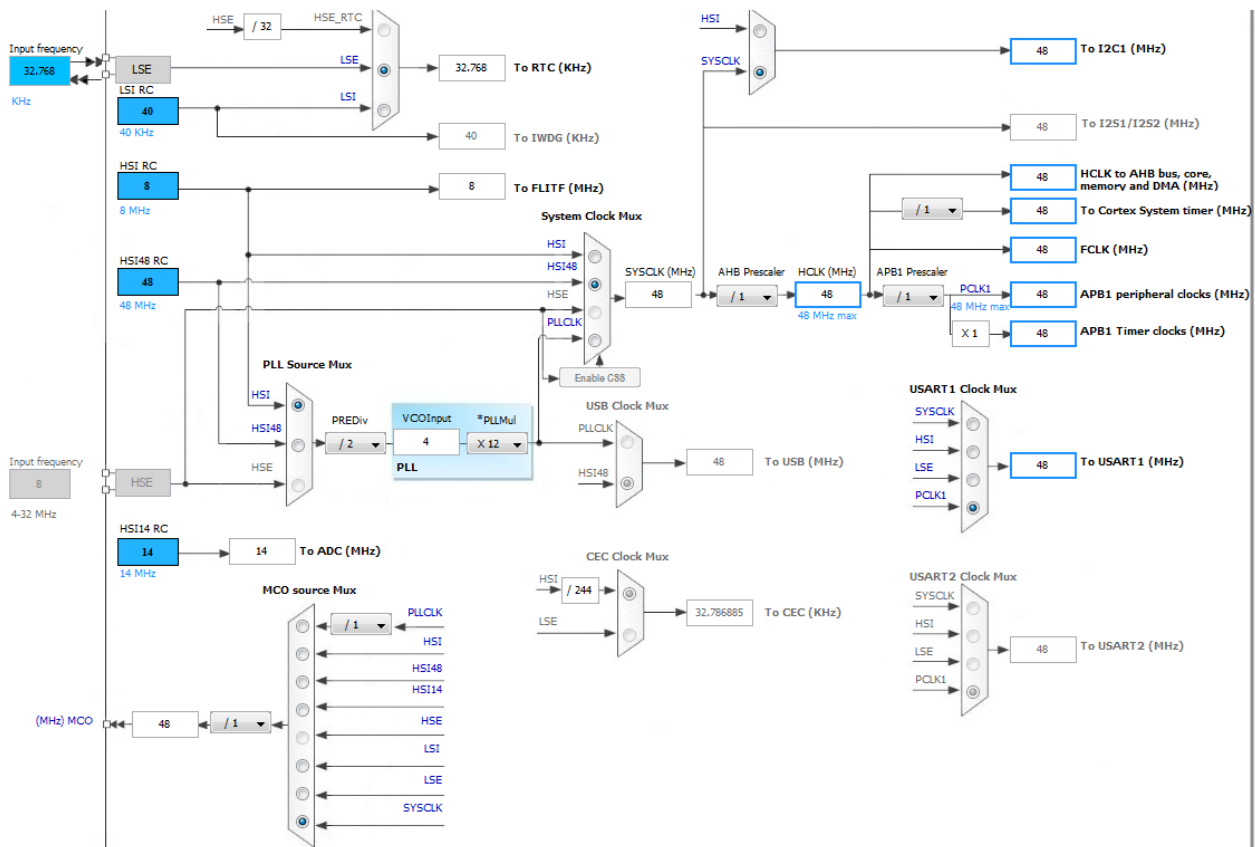 HSE
/ 32
HSE_RTC
HSI
Input frequency
32.768
KHz
LSE
LSE
32.768
To RTC (KHz)
SYSCLK
48
To I2C1 (MHz)
LSI RC
40
40 KHz
LSI
40
To IWDG (KHz)
48
To I2S1/I2S2 (MHz)
HSI RC
8
8 MHz
8
To FLITF (MHz)
48
HCLK to AHB bus, core,
memory and DMA (MHz)
/ 1
48
To Cortex System timer (MHz)
System Clock Mux
HSI
48
FCLK (MHz)
HSI48 RC
48
48 MHz
HSI48
HSE
PLLCLK
SYSCLK (MHz)
48
AHB Prescaler
/ 1
HCLK (MHz)
48
48 MHz max
APB1 Prescaler
/ 1
PCLK1
48 MHz max
48
APB1 peripheral clocks (MHz)
X 1
48
APB1 Timer clocks (MHz)
Enable CSS
PLL Source Mux
HSI
HSI48
HSE
PREDiv
/ 2
VCOInput
4
*PLLMul
X 12
PLL
USB Clock Mux
PLLCLK
HSI48
48
To USB (MHz)
USART1 Clock Mux
SYSCLK
HSI
LSE
PCLK1
48
To USART1 (MHz)
Input frequency
8
4-32 MHz
HSE
HSI14 RC
14
14 MHz
14
To ADC (MHz)
CEC Clock Mux
HSI
/ 244
LSE
32.786885
To CEC (KHz)
USART2 Clock Mux
SYSCLK
HSI
LSE
PCLK1
48
To USART2 (MHz)
MCO source Mux
/ 1
PLLCLK
HSI
HSI48
HSI14
HSE
LSI
LSE
SYSCLK
(MHz) MCO
48
/ 1